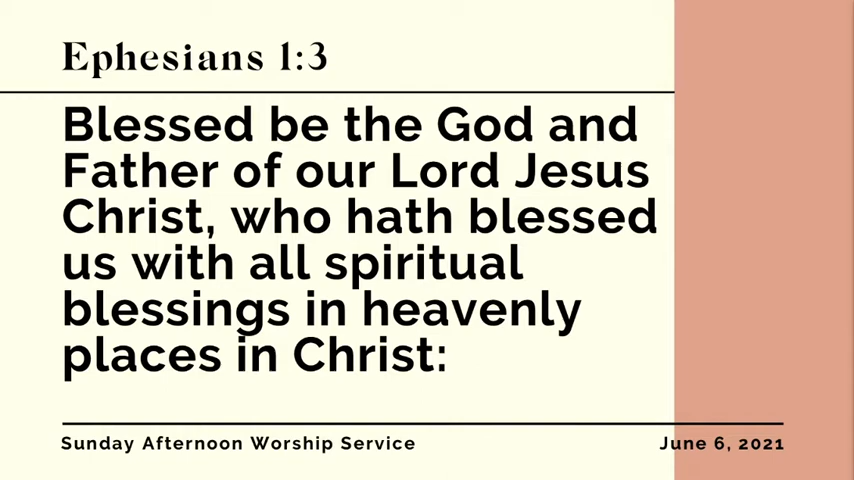 Ephesians 1:3
Blessed be the God and
Father of our Lord Jesus
Christ, who hath blessed
us with all spiritual
blessings in heavenly
places in Christ:
Sunday Afternoon Worship Service
June 6, 2021